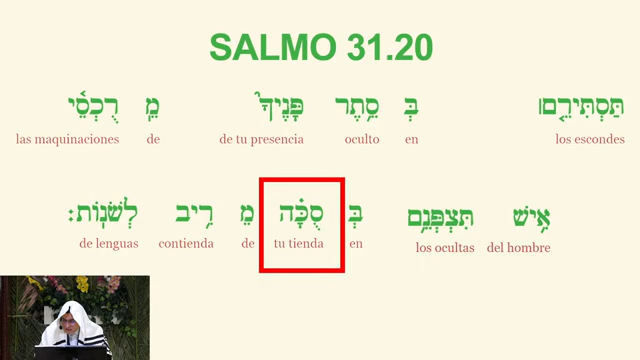 SALMO 31.20
תַּסְתִּירֵ֤ם׀ בְּ סֵ֥תֶר פָּנֶיךָ֮ מֵֽ רֻכְסֵ֫י
las maquinaciones de de tu presencia oculto en los escondes
אִ֥ישׁ תִּצְפְּנֵ֥ם בְּ סֻכָּ֗ה מֵ רִ֥יב לְשֹׁנֽוֹת׃
de lenguas contienda de tu tienda en los ocultas del hombre